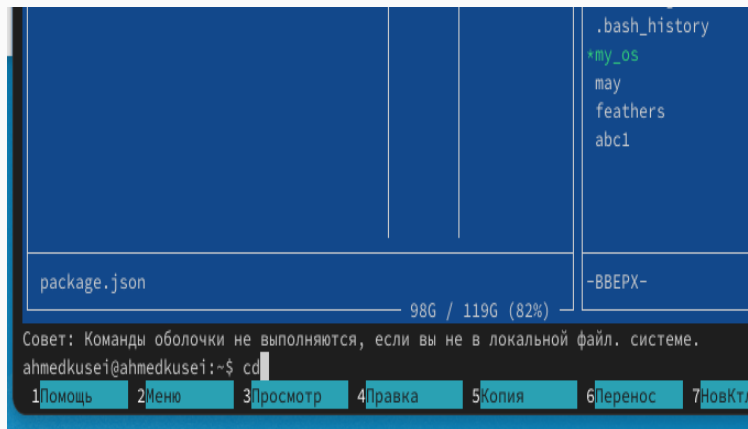 .bash_history
*my_os
may
feathers
abc1
package.json
-ВВЕРХ-
98G / 119G (82%)
Совет: Команды оболочки не выполняются, если вы не в локальной файл. системе.
ahmedkusei@ahmedkusei:~$ cd
1Помощь 2Меню 3Просмотр 4Правка 5Копия 6Перенос 7НовКтл